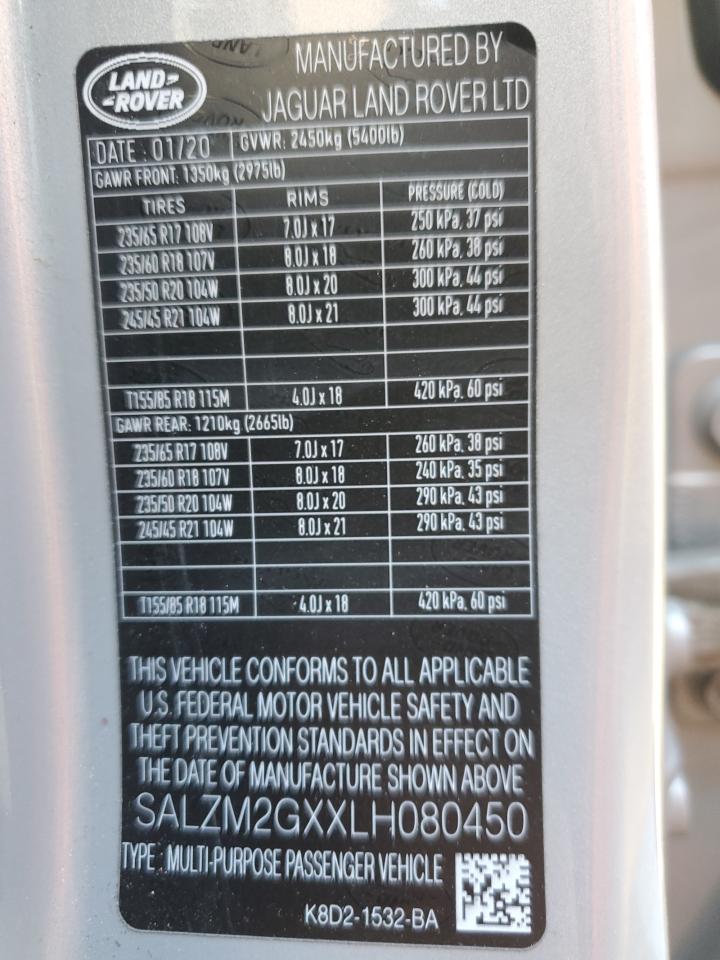 LAND-
-ROVER
MANUFACTURED BY
JAGUAR LAND ROVER LTD
DATE : 01/20 GVWR: 2450kg (5400lb)
GAWR FRONT: 1350kg (2975lb)
TIRES RIMS PRESSURE (COLD)
235/65 R17 108V 7.0J x 17 250 kPa, 37 psi
235/60 R18 107V 8.0J x 18 260 kPa, 38 psi
235/50 R20 104W 8.0J x 20 300 kPa, 44 psi
245/45 R21 104W 8.0J x 21 300 kPa, 44 psi
T155/85 R18 115M 4.0J x 18 420 kPa, 60 psi
GAWR REAR: 1210kg (2665lb)
235/65 R17 108V 7.0J x 17 260 kPa, 38 psi
235/60 R18 107V 8.0J x 18 240 kPa, 35 psi
235/50 R20 104W 8.0J x 20 290 kPa, 43 psi
245/45 R21 104W 8.0J x 21 290 kPa, 43 psi
T155/85 R18 115M 4.0J x 18 420 kPa, 60 psi
THIS VEHICLE CONFORMS TO ALL APPLICABLE
U.S. FEDERAL MOTOR VEHICLE SAFETY AND
THEFT PREVENTION STANDARDS IN EFFECT ON
THE DATE OF MANUFACTURE SHOWN ABOVE
SALZM2GXXLH080450
TYPE : MULTI-PURPOSE PASSENGER VEHICLE
K8D2-1532-BA